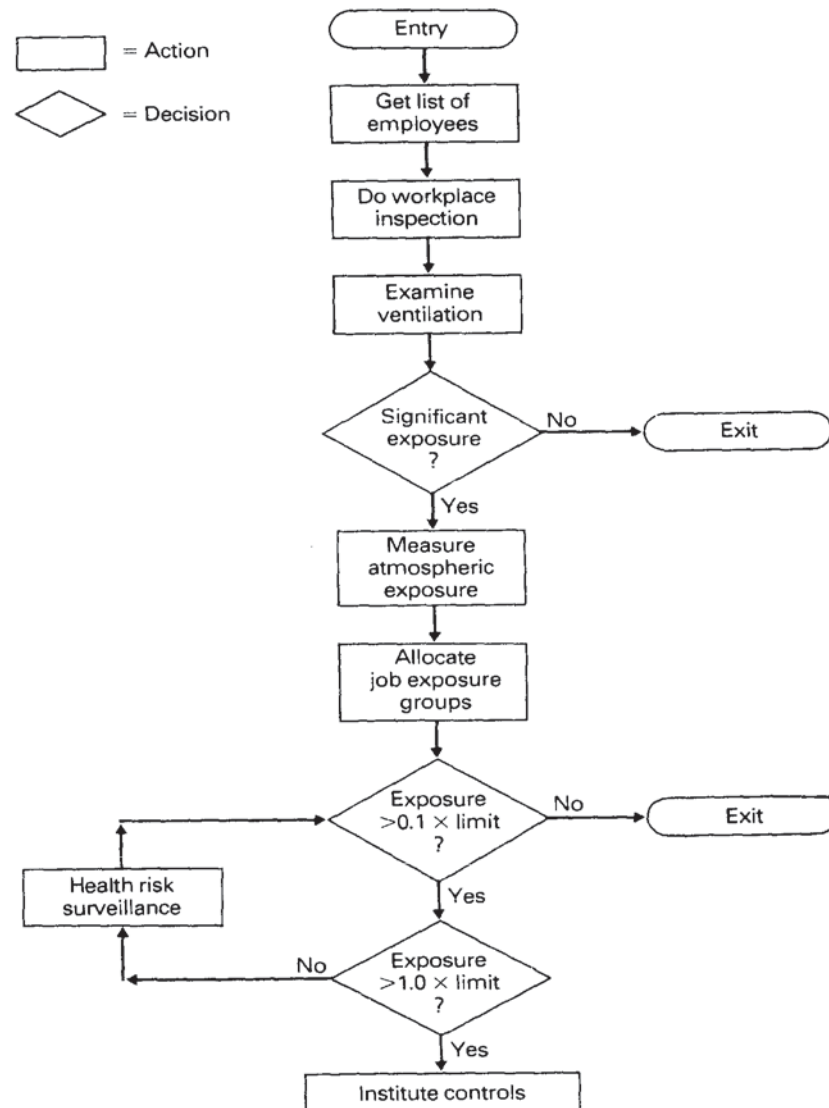 Entry
= Action
= Decision
Get list of
employees
Do workplace
inspection
Examine
ventilation
Significant
exposure
?
No
Exit
Yes
Measure
atmospheric
exposure
Allocate
job exposure
groups
Exposure
>0.1 × limit
?
No
Exit
Yes
Health risk
surveillance
No
Exposure
>1.0 × limit
?
Yes
Institute controls